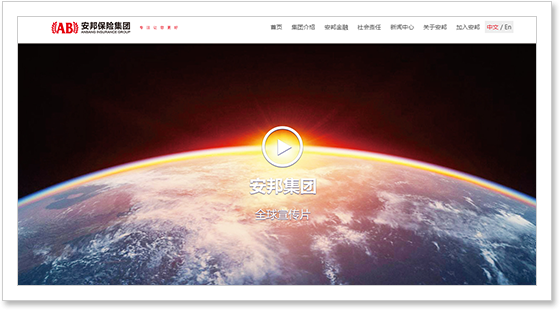 AB 安邦保险集团
ANBANG INSURANCE GROUP
首页 集团介绍 安邦金融 社会责任 新闻中心 关于安邦 加入安邦 中文 / En
安邦集团
全球宣传片